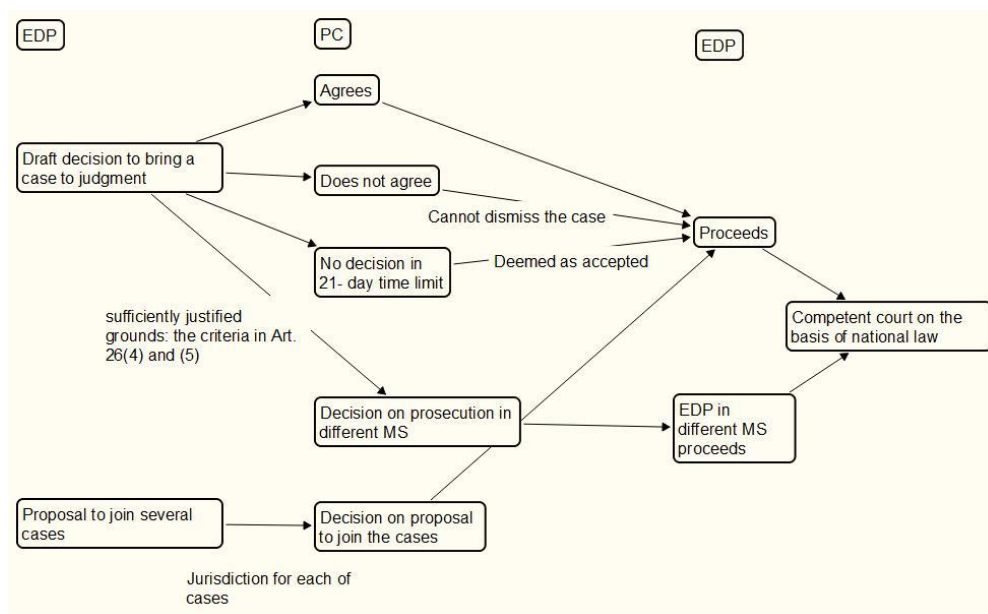 EDP
PC
EDP
Agrees
Draft decision to bring a
case to judgment
Does not agree
Cannot dismiss the case
Proceeds
No decision in
21- day time limit
Deemed as accepted
sufficiently justified
grounds: the criteria in Art.
26(4) and (5)
Competent court on the
basis of national law
Decision on prosecution in
different MS
EDP in
different MS
proceeds
Proposal to join several
cases
Decision on proposal
to join the cases
Jurisdiction for each of
cases